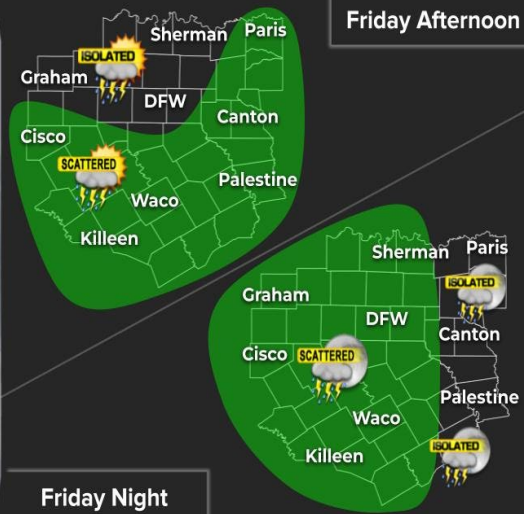 Friday Afternoon
Sherman
Paris
ISOLATED
Graham
DFW
Canton
Cisco
SCATTERED
Palestine
Waco
Killeen
Sherman
Paris
ISOLATED
Graham
DFW
Canton
Cisco
SCATTERED
Palestine
Waco
ISOLATED
Killeen
Friday Night